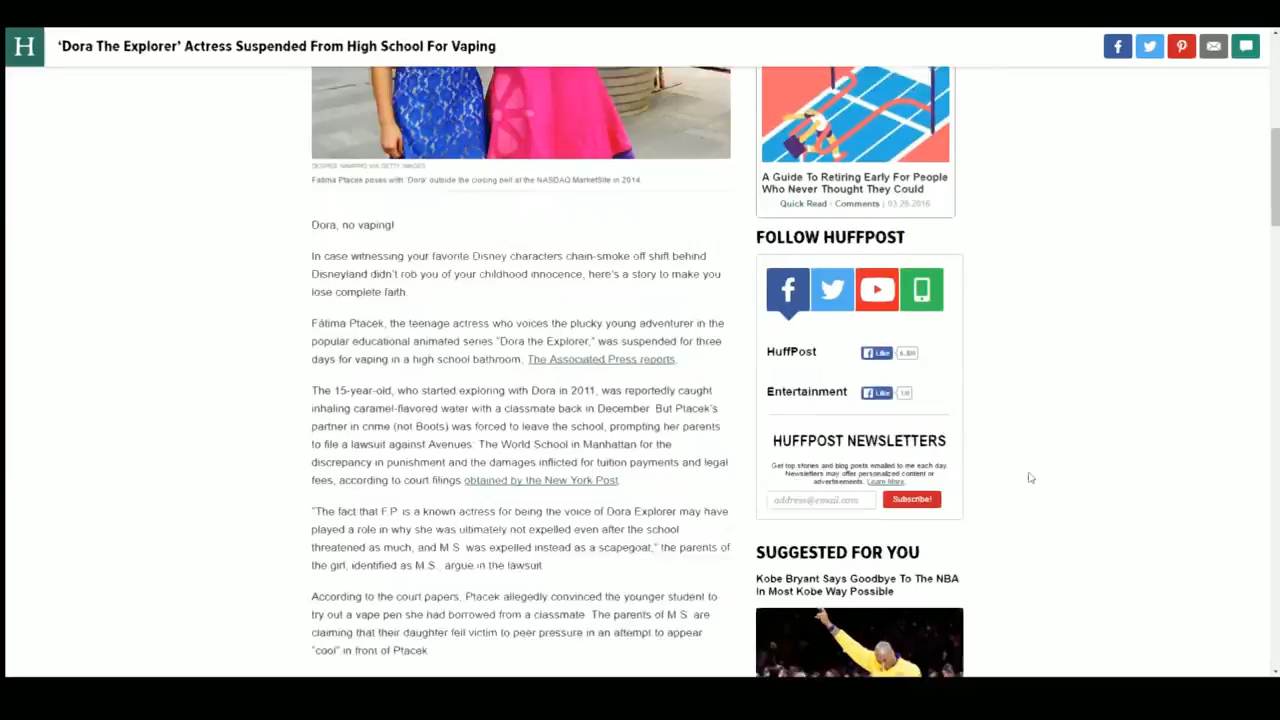 H
'Dora The Explorer' Actress Suspended From High School For Vaping
DESIREE NAVARRO VIA GETTY IMAGES
Fatima Ptacek poses with 'Dora' outside the closing bell at the NASDAQ MarketSite in 2014.
Dora, no vaping!
In case witnessing your favorite Disney characters chain-smoke off shift behind
Disneyland didn't rob you of your childhood innocence, here's a story to make you
lose complete faith.
Fátima Ptacek, the teenage actress who voices the plucky young adventurer in the
popular educational animated series "Dora the Explorer," was suspended for three
days for vaping in a high school bathroom, The Associated Press reports.
The 15-year-old, who started exploring with Dora in 2011, was reportedly caught
inhaling caramel-flavored water with a classmate back in December. But Ptacek's
partner in crime (not Boots) was forced to leave the school, prompting her parents
to file a lawsuit against Avenues: The World School in Manhattan for the
discrepancy in punishment and the damages inflicted for tuition payments and legal
fees, according to court filings obtained by the New York Post.
"The fact that F.P. is a known actress for being the voice of Dora Explorer may have
played a role in why she was ultimately not expelled even after the school
threatened as much, and M.S. was expelled instead as a scapegoat," the parents of
the girl, identified as M.S., argue in the lawsuit.
According to the court papers, Ptacek allegedly convinced the younger student to
try out a vape pen she had borrowed from a classmate. The parents of M.S. are
claiming that their daughter fell victim to peer pressure in an attempt to appear
"cool" in front of Ptacek.
A Guide To Retiring Early For People
Who Never Thought They Could
Quick Read | Comments | 03.25.2016
FOLLOW HUFFPOST
HuffPost
Like
Entertainment
Like
HUFFPOST NEWSLETTERS
Get top stories and blog posts emailed to me each day.
Newsletters may offer personalized content or
advertisements. Learn More.
address@email.com
Subscribe!
SUGGESTED FOR YOU
Kobe Bryant Says Goodbye To The NBA
In Most Kobe Way Possible